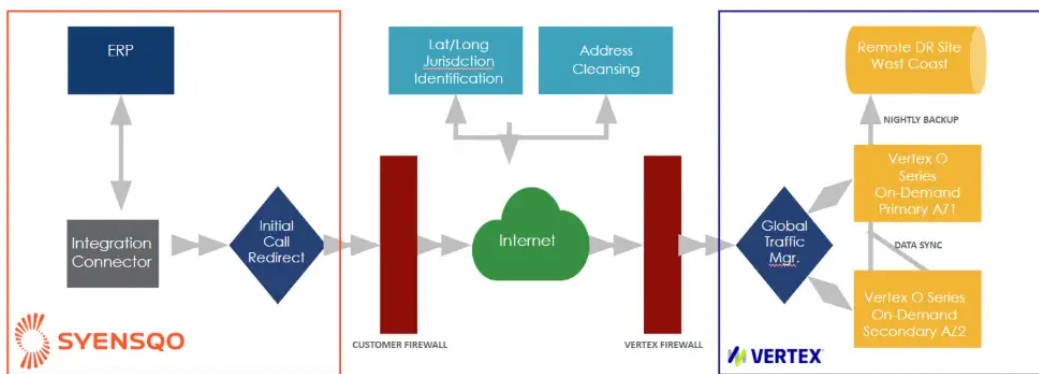 ERP
Integration
Connector
Initial
Call
Redirect
SYENSQO
Lat/Long
Jurisdction
Identification
Address
Cleansing
CUSTOMER FIREWALL
Internet
VERTEX FIREWALL
Global
Traffic
Mgr.
Remote DR Site
West Coast
NIGHTLY BACKUP
Vertex O
Series
On-Demand
Primary AZ1
DATA SYNC
Vertex O Series
On-Demand
Secondary AZ2
VERTEX